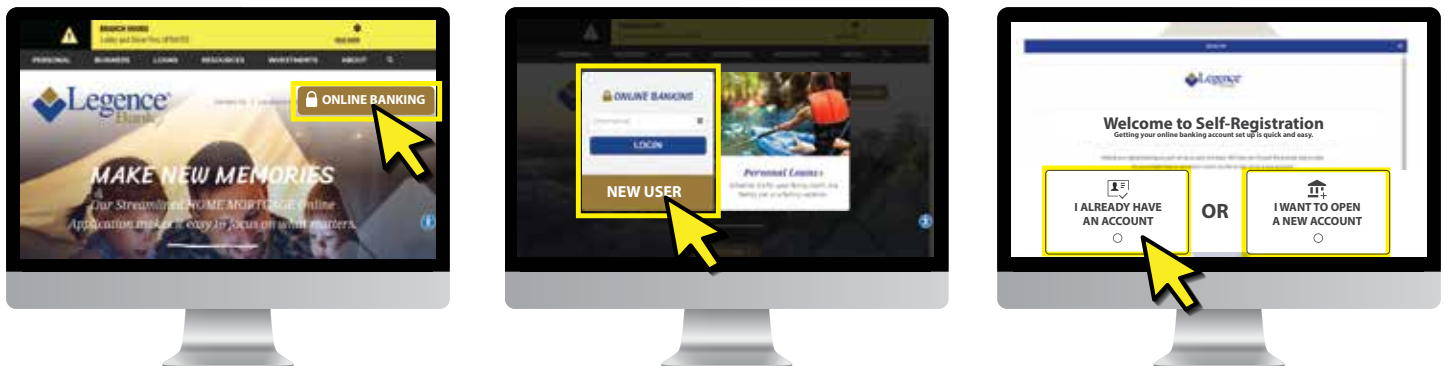 BRANCH HOURS
PERSONAL BUSINESS LOANS RESOURCES INVESTMENTS ABOUT
Legence
Bank
ONLINE BANKING
MAKE NEW MEMORIES
Our Streamlined HOME MORTGAGE Online
Application makes it easy to focus on what matters.
ONLINE BANKING
LOGIN
NEW USER
Personal Loans
Legence
Welcome to Self-Registration
Getting your online banking account set up is quick and easy.
I ALREADY HAVE
AN ACCOUNT
OR
I WANT TO OPEN
A NEW ACCOUNT